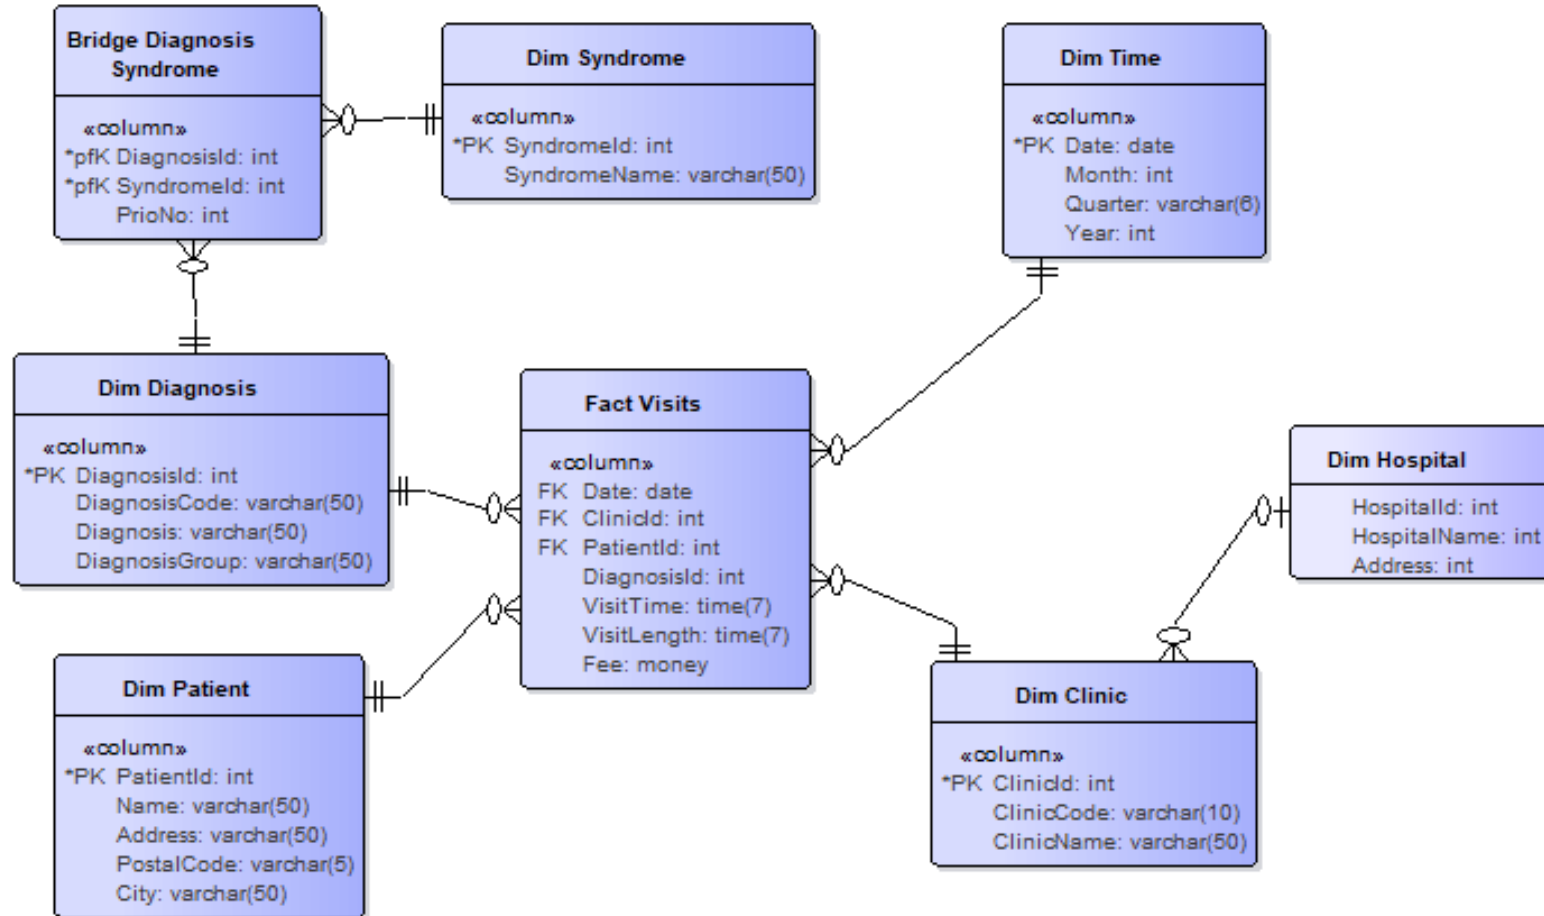 Bridge Diagnosis
Syndrome
«column»
*pfK DiagnosisId: int
*pfK SyndromeId: int
PrioNo: int
Dim Syndrome
«column»
*PK SyndromeId: int
SyndromeName: varchar(50)
Dim Time
«column»
*PK Date: date
Month: int
Quarter: varchar(6)
Year: int
Dim Diagnosis
«column»
*PK DiagnosisId: int
DiagnosisCode: varchar(50)
Diagnosis: varchar(50)
DiagnosisGroup: varchar(50)
Fact Visits
«column»
FK Date: date
FK ClinicId: int
FK PatientId: int
DiagnosisId: int
VisitTime: time(7)
VisitLength: time(7)
Fee: money
Dim Hospital
HospitalId: int
HospitalName: int
Address: int
Dim Patient
«column»
*PK PatientId: int
Name: varchar(50)
Address: varchar(50)
PostalCode: varchar(5)
City: varchar(50)
Dim Clinic
«column»
*PK ClinicId: int
ClinicCode: varchar(10)
ClinicName: varchar(50)